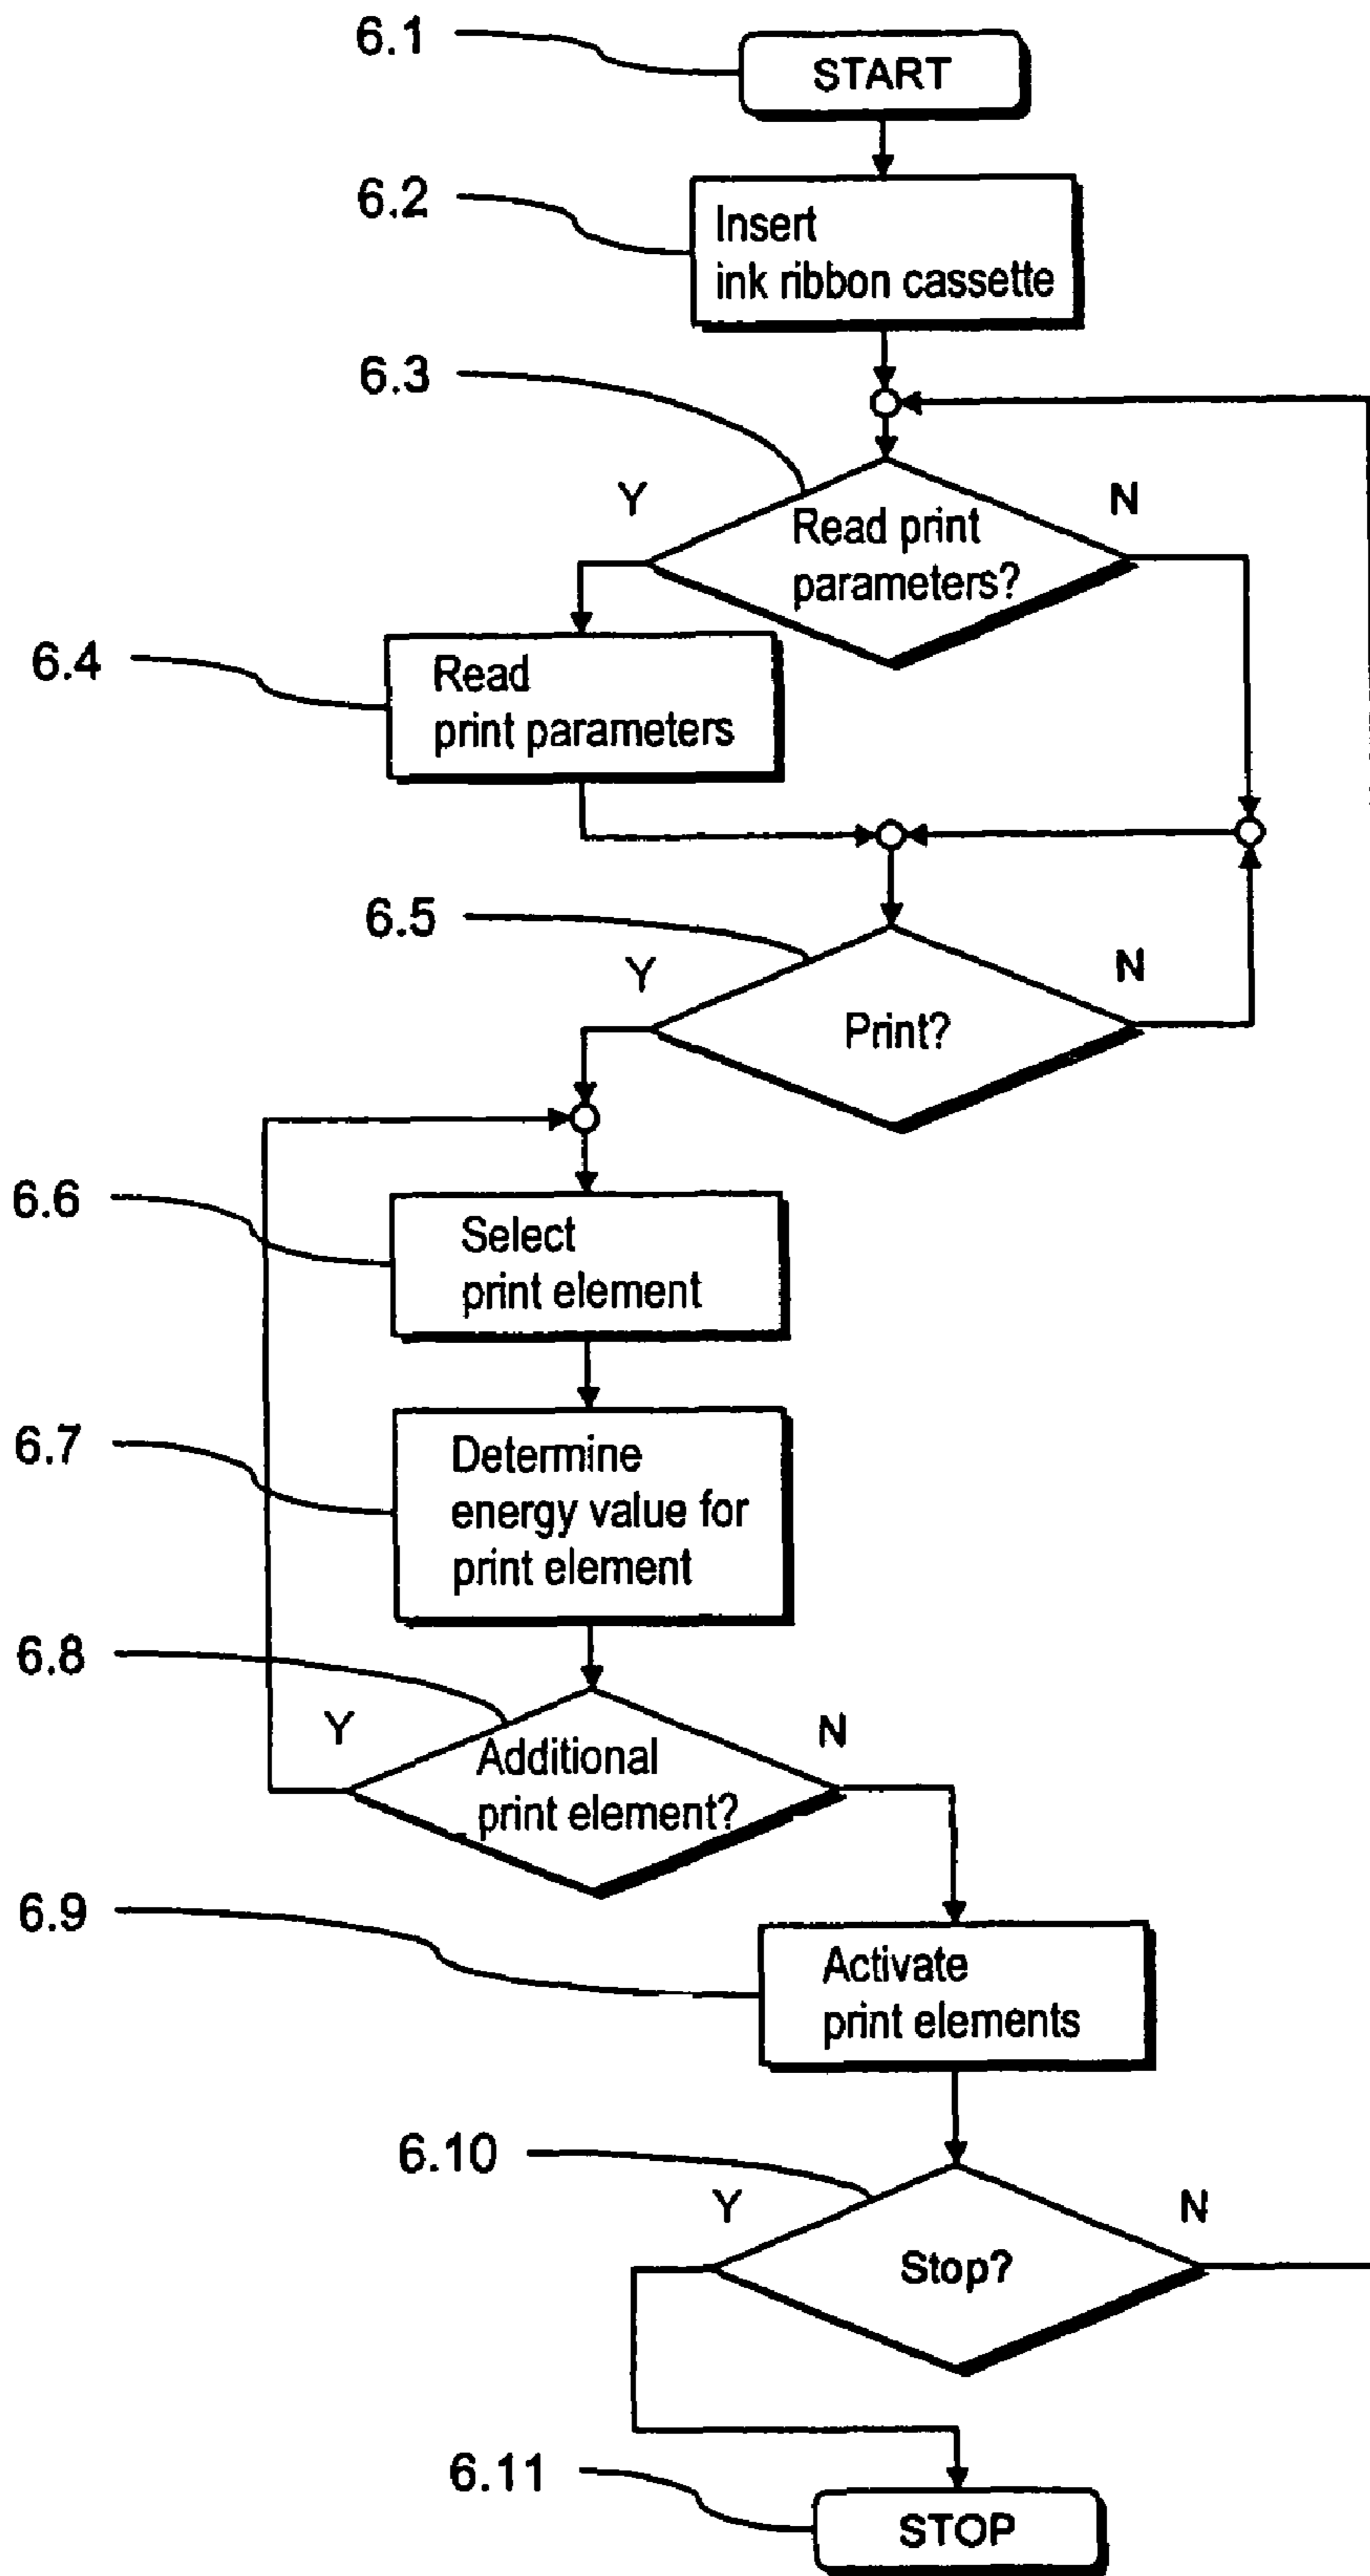 6.1
START
6.2
Insert
ink ribbon cassette
6.3
Y
N
Read print
parameters?
6.4
Read
print parameters
6.5
Y
N
Print?
6.6
Select
print element
6.7
Determine
energy value for
print element
6.8
Y
N
Additional
print element?
6.9
Activate
print elements
6.10
Y
N
Stop?
6.11
STOP